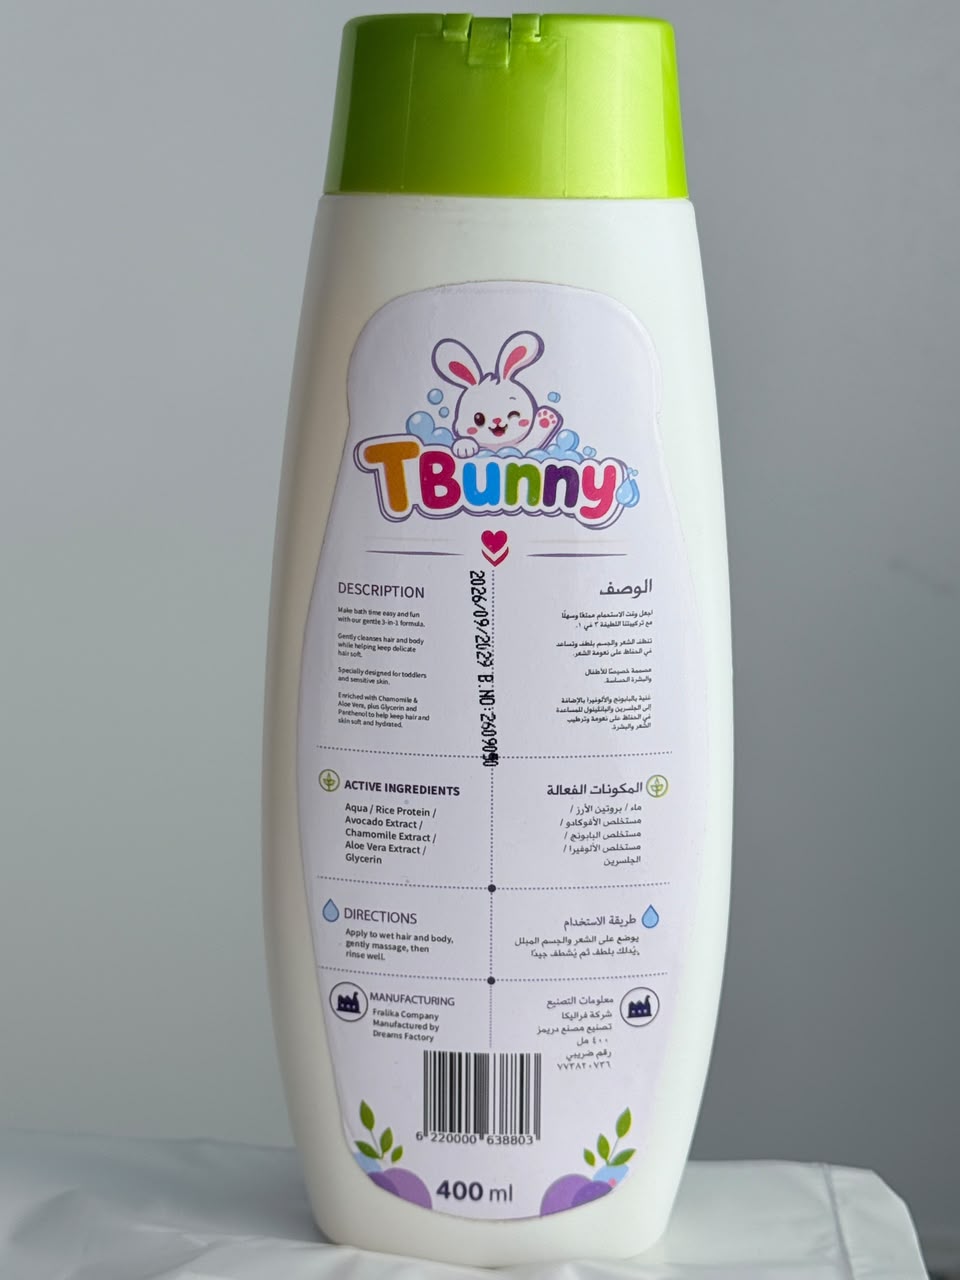 TBunny
DESCRIPTION
Make bath time easy and fun
with our gentle 3-in-1 formula.
Gently cleanses hair and body
while helping keep delicate
hair soft.
Specially designed for toddlers
and sensitive skin.
Enriched with Chamomile &
Aloe Vera, plus Glycerin and
Panthenol to help keep hair and
skin soft and hydrated.
الوصف
لجعل وقت الاستحمام ممتعًا وسهلًا
مع تركيبتنا اللطيفة ٣ في ١.
تنظف الشعر والجسم بلطف وتساعد
في الحفاظ على نعومة الشعر.
مصممة خصيصًا للأطفال
والبشرة الحساسة.
غنية بالبابونج والألوفيرا بالإضافة
إلى الجلسرين والبانثينول للمساعدة
في الحفاظ على نعومة وترطيب
الشعر والبشرة.
2026/09/2029 B.NO:
ACTIVE INGREDIENTS
Aqua / Rice Protein /
Avocado Extract /
Chamomile Extract /
Aloe Vera Extract /
Glycerin
المكونات الفعالة
ماء / بروتين الأرز /
مستخلص الأفوكادو /
مستخلص البابونج /
مستخلص الألوفيرا /
الجلسرين
DIRECTIONS
Apply to wet hair and body,
gently massage, then
rinse well.
طريقة الاستخدام
يوضع على الشعر والجسم المبلل
,يُدلك بلطف ثم يُشطف جيدًا
MANUFACTURING
Fralika Company
Manufactured by
Dreams Factory
معلومات التصنيع
شركة فراليكا
تصنيع مصنع دريمز
٤٠٠ مل
رقم ضريبي
٧٧٣٨٢٠٧٣٦
6 220000 638803
400 ml